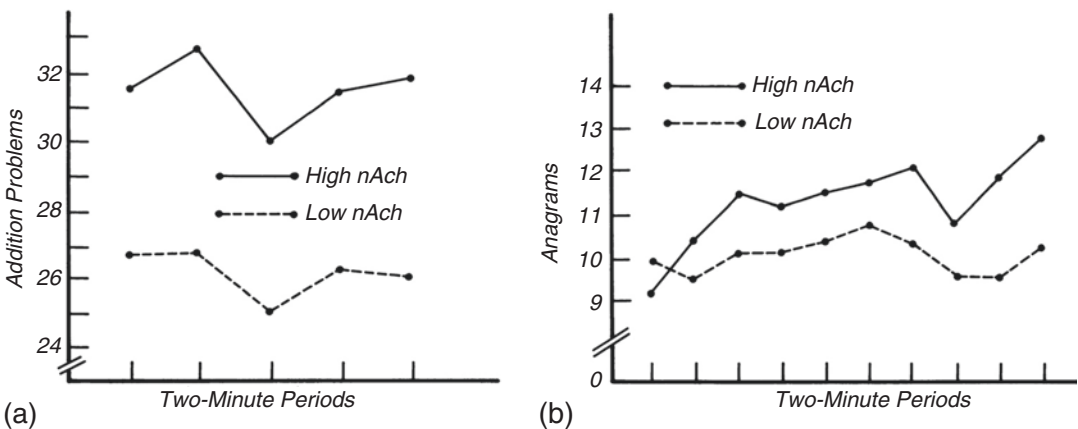 Addition Problems
32
30
28
26
24
High nAch
Low nAch
Two-Minute Periods
(a)
Anagrams
14
13
12
11
10
9
0
High nAch
Low nAch
Two-Minute Periods
(b)